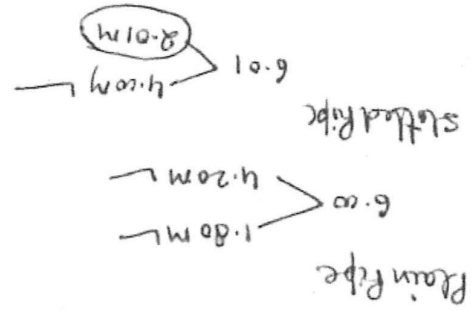 Plain Pipe
1.80m
6.00
4.20m
Slotted Pipe
4.00m
6.01
2.01m